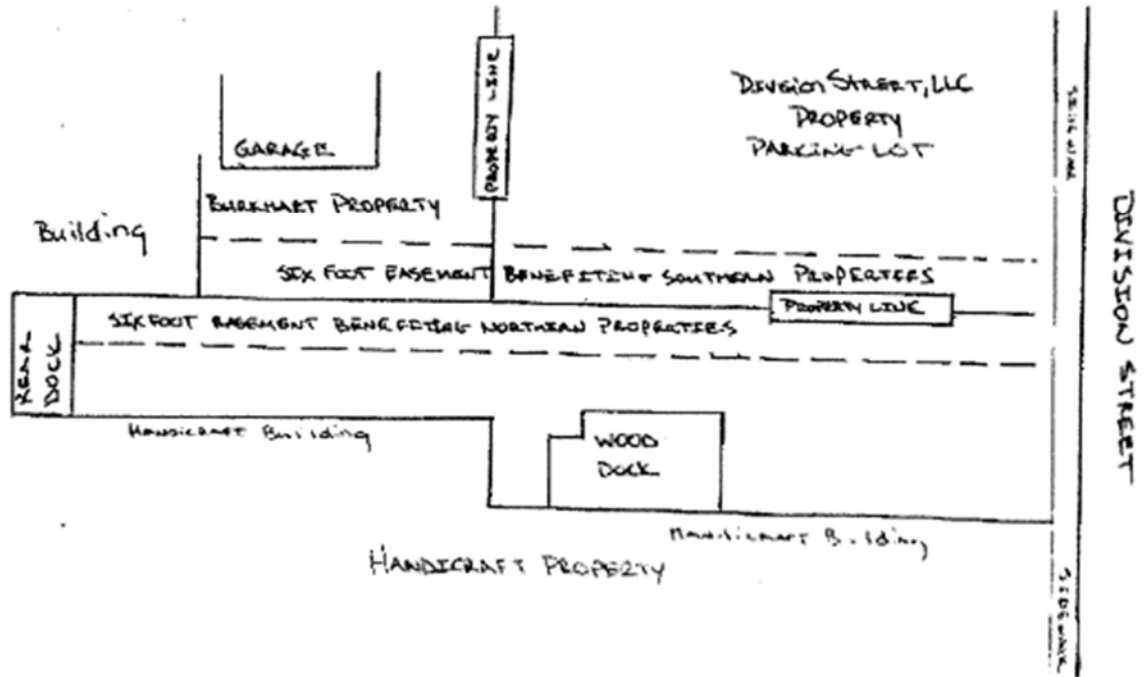 PROPERTY LINE
DIVISION STREET, LLC
PROPERTY
PARKING LOT
SIDEWALK
GARAGE
BURKHART PROPERTY
Building
SIX FOOT EASEMENT BENEFITING SOUTHERN PROPERTIES
PROPERTY LINE
SIX FOOT EASEMENT BENEFITING NORTHERN PROPERTIES
REAR
DOCK
DIVISION STREET
HANDICRAFT Building
WOOD
DOCK
HANDICRAFT Building
HANDICRAFT PROPERTY
SIDEWALK